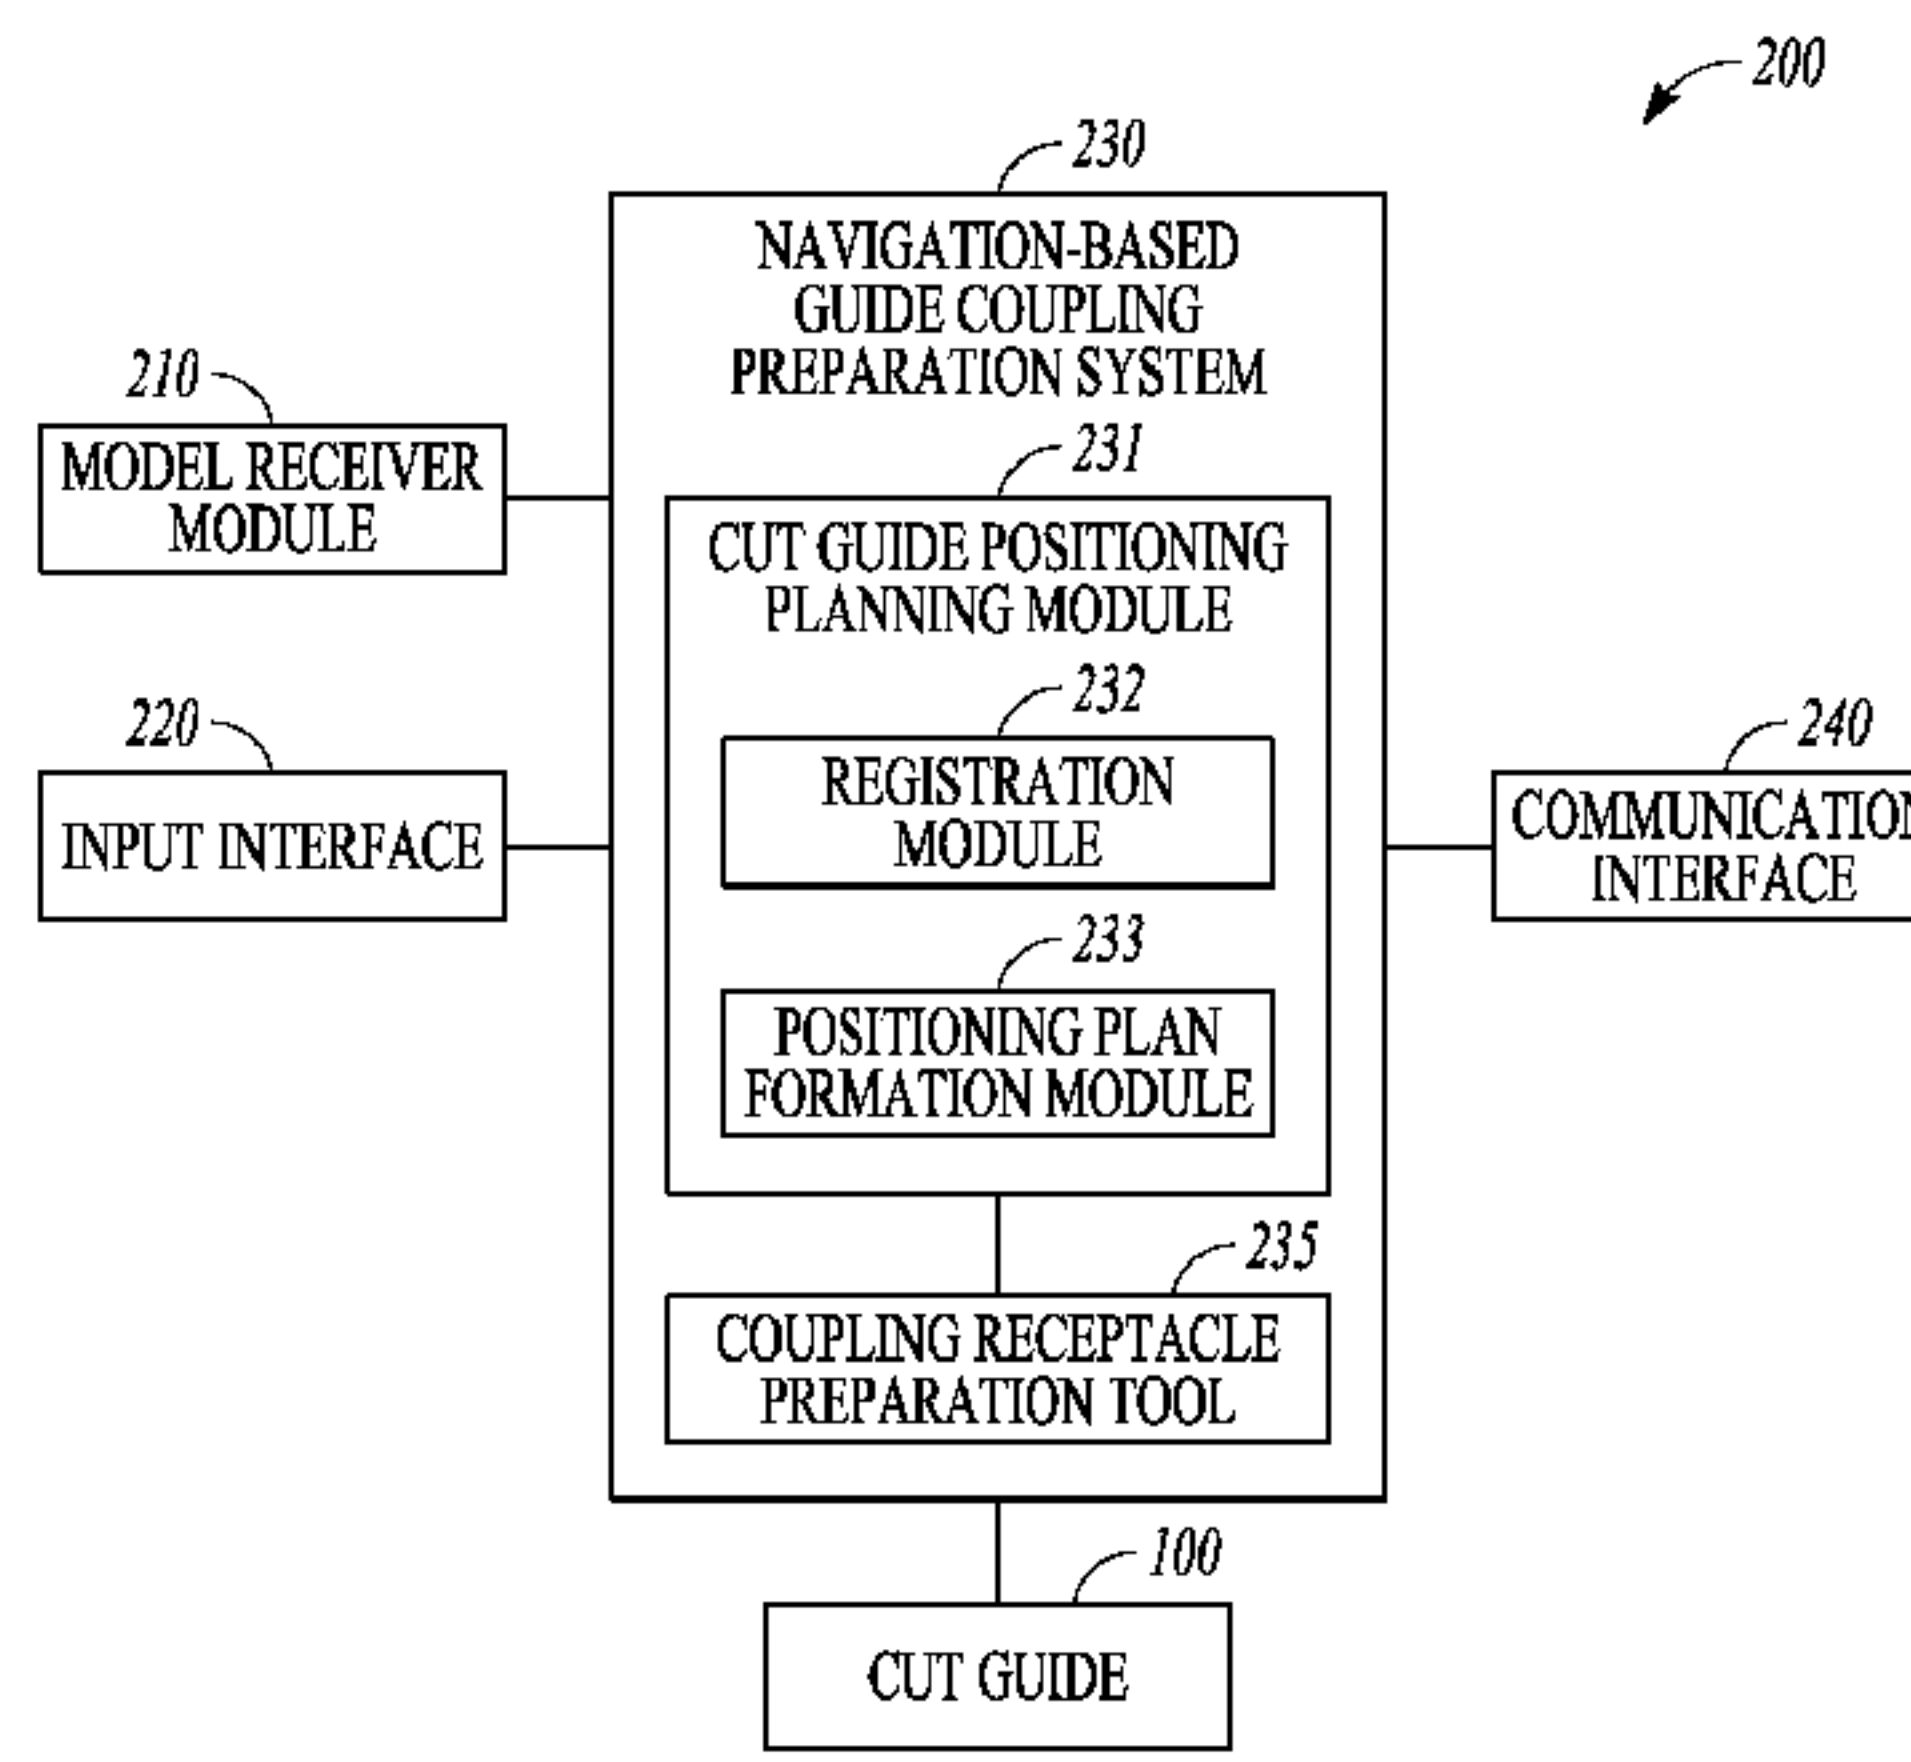 200
230
NAVIGATION-BASED
GUIDE COUPLING
PREPARATION SYSTEM
210
MODEL RECEIVER
MODULE
231
CUT GUIDE POSITIONING
PLANNING MODULE
232
REGISTRATION
MODULE
220
INPUT INTERFACE
240
COMMUNICATION
INTERFACE
233
POSITIONING PLAN
FORMATION MODULE
235
COUPLING RECEPTACLE
PREPARATION TOOL
100
CUT GUIDE